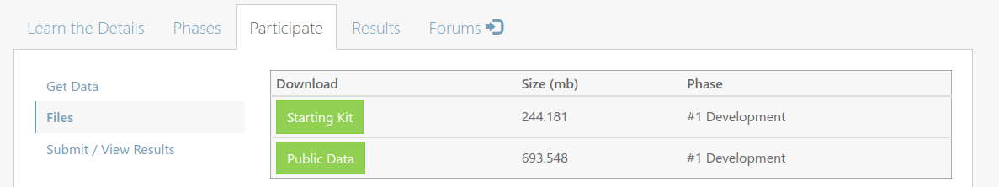 Learn the Details Phases Participate Results Forums
Get Data
Files
Submit / View Results
Download Size (mb) Phase
Starting Kit 244.181 #1 Development
Public Data 693.548 #1 Development